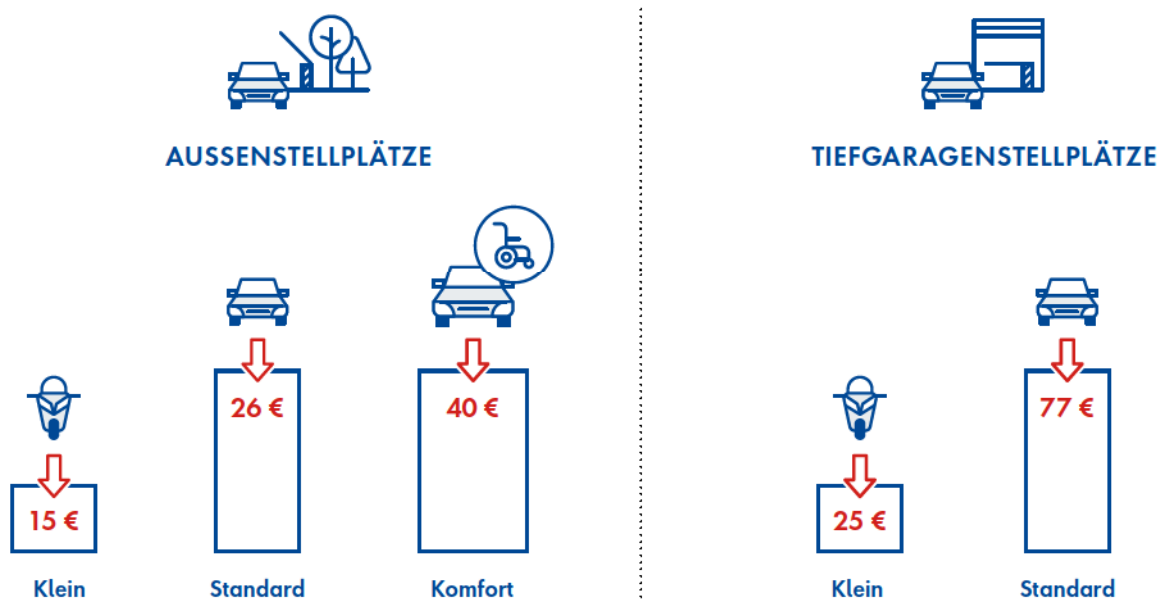 AUSSENSTELLPLÄTZE
15 €
Klein
26 €
Standard
40 €
Komfort
TIEFGARAGENSTELLPLÄTZE
25 €
Klein
77 €
Standard